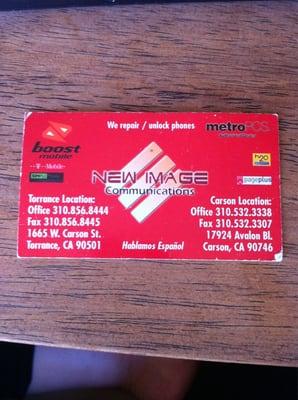 We repair / unlock phones
boost
mobile
metroPCS.
T-Mobile
h2o
pageplus
NEW IMAGE
Communications
Torrance Location:
Office 310.856.8444
Fax 310.856.8445
1665 W. Carson St.
Torrance, CA 90501
Hablamos Español
Carson Location:
Office 310.532.3338
Fax 310.532.3307
17924 Avalon Bl.
Carson, CA 90746